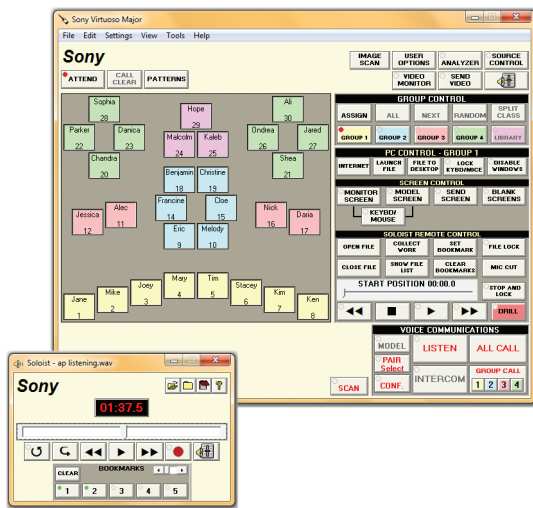 Sony Virtuoso Major
File Edit Settings View Tools Help
Sony
IMAGE SCAN
USER OPTIONS
ANALYZER
SOURCE CONTROL
ATTEND
CALL CLEAR
PATTERNS
VIDEO MONITOR
SEND VIDEO
Sophia 28
Hope 29
Ali 30
Parker 22
Danica 23
Malcolm 24
Kaleb 25
Ondrea 26
Jared 27
Chandra 20
Shea 21
Benjamin 18
Christine 19
Jessica 12
Alec 11
Francine 14
Cloe 15
Nick 16
Daria 17
Eric 9
Melody 10
Jane 1
Mike 2
Joey 3
Mary 4
Tim 5
Stacey 6
Kim 7
Ken 8
GROUP CONTROL
ASSIGN
ALL
NEXT
RANDOM
SPLIT CLASS
GROUP 1
GROUP 2
GROUP 3
GROUP 4
LIBRARY
PC CONTROL - GROUP 1
INTERNET
LAUNCH FILE
FILE TO DESKTOP
LOCK KYBD/MICE
DISABLE WINDOWS
SCREEN CONTROL
MONITOR SCREEN
MODEL SCREEN
SEND SCREEN
BLANK SCREENS
KEYBD/ MOUSE
SOLOIST REMOTE CONTROL
OPEN FILE
COLLECT WORK
SET BOOKMARK
FILE LOCK
CLOSE FILE
SHOW FILE LIST
CLEAR BOOKMARKS
MIC CUT
START POSITION 00:00.0
STOP AND LOCK
DRILL
VOICE COMMUNICATIONS
MODEL
LISTEN
ALL CALL
PAIR Select
SCAN
CONF.
INTERCOM
GROUP CALL
1 2 3 4
Soloist - ap listening.wav
Sony
01:37.5
CLEAR
BOOKMARKS
1 2 3 4 5